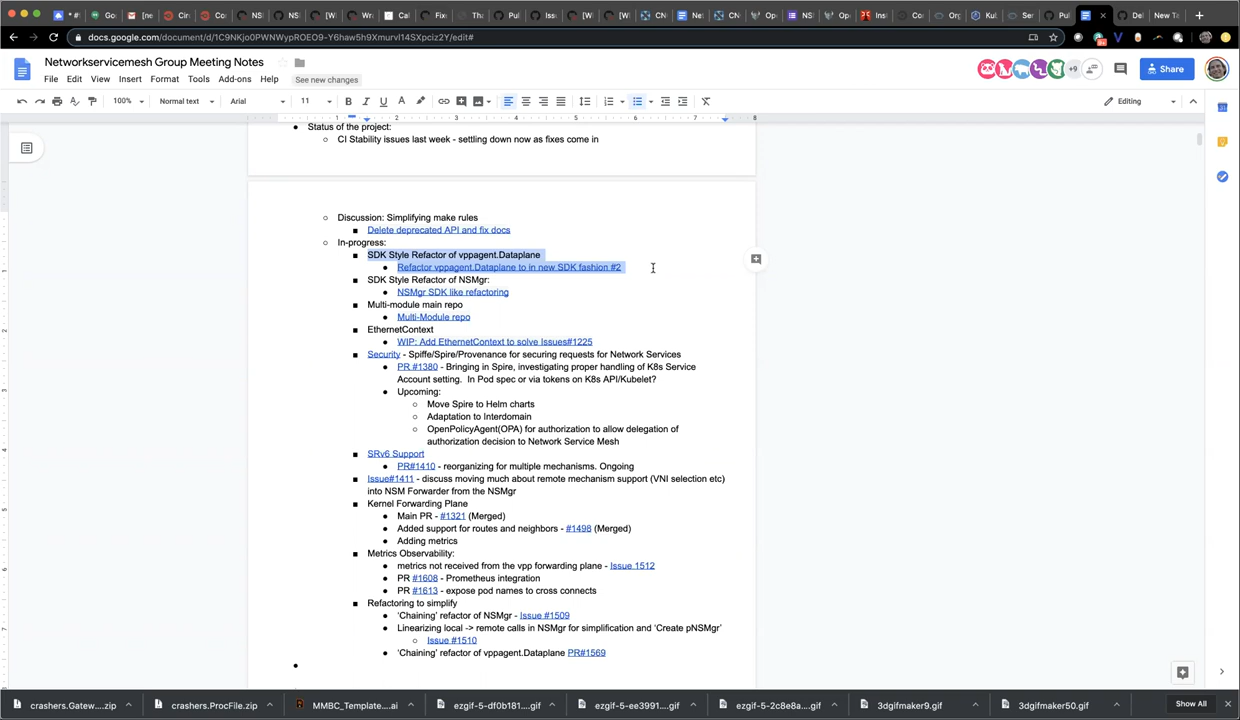 docs.google.com/document/d/1C9NKjo0PWNWypROEO9-Y6haw5h9XmurvI14SXpciz2Y/edit#
Networkservicemesh Group Meeting Notes
File Edit View Insert Format Tools Add-ons Help See new changes
+9 Share
100% Normal text Arial 11 Editing
Status of the project:
CI Stability issues last week - settling down now as fixes come in
Discussion: Simplifying make rules
Delete deprecated API and fix docs
In-progress:
SDK Style Refactor of vppagent.Dataplane
Refactor vppagent.Dataplane to in new SDK fashion #2
SDK Style Refactor of NSMgr:
NSMgr SDK like refactoring
Multi-module main repo
Multi-Module repo
EthernetContext
WIP: Add EthernetContext to solve Issues#1225
Security - Spiffe/Spire/Provenance for securing requests for Network Services
PR #1380 - Bringing in Spire, investigating proper handling of K8s Service
Account setting. In Pod spec or via tokens on K8s API/Kubelet?
Upcoming:
Move Spire to Helm charts
Adaptation to Interdomain
OpenPolicyAgent(OPA) for authorization to allow delegation of
authorization decision to Network Service Mesh
SRv6 Support
PR#1410 - reorganizing for multiple mechanisms. Ongoing
Issue#1411 - discuss moving much about remote mechanism support (VNI selection etc)
into NSM Forwarder from the NSMgr
Kernel Forwarding Plane
Main PR - #1321 (Merged)
Added support for routes and neighbors - #1498 (Merged)
Adding metrics
Metrics Observability:
metrics not received from the vpp forwarding plane - Issue 1512
PR #1608 - Prometheus integration
PR #1613 - expose pod names to cross connects
Refactoring to simplify
‘Chaining’ refactor of NSMgr - Issue #1509
Linearizing local -> remote calls in NSMgr for simplification and ‘Create pNSMgr’
Issue #1510
‘Chaining’ refactor of vppagent.Dataplane PR#1569
crashers.Gatew....zip crashers.ProcFile.zip MMBC_Template....ai ezgif-5-df0b181....gif ezgif-5-ee3991....gif ezgif-5-2c8e8a....gif 3dgifmaker9.gif 3dgifmaker50.gif Show All